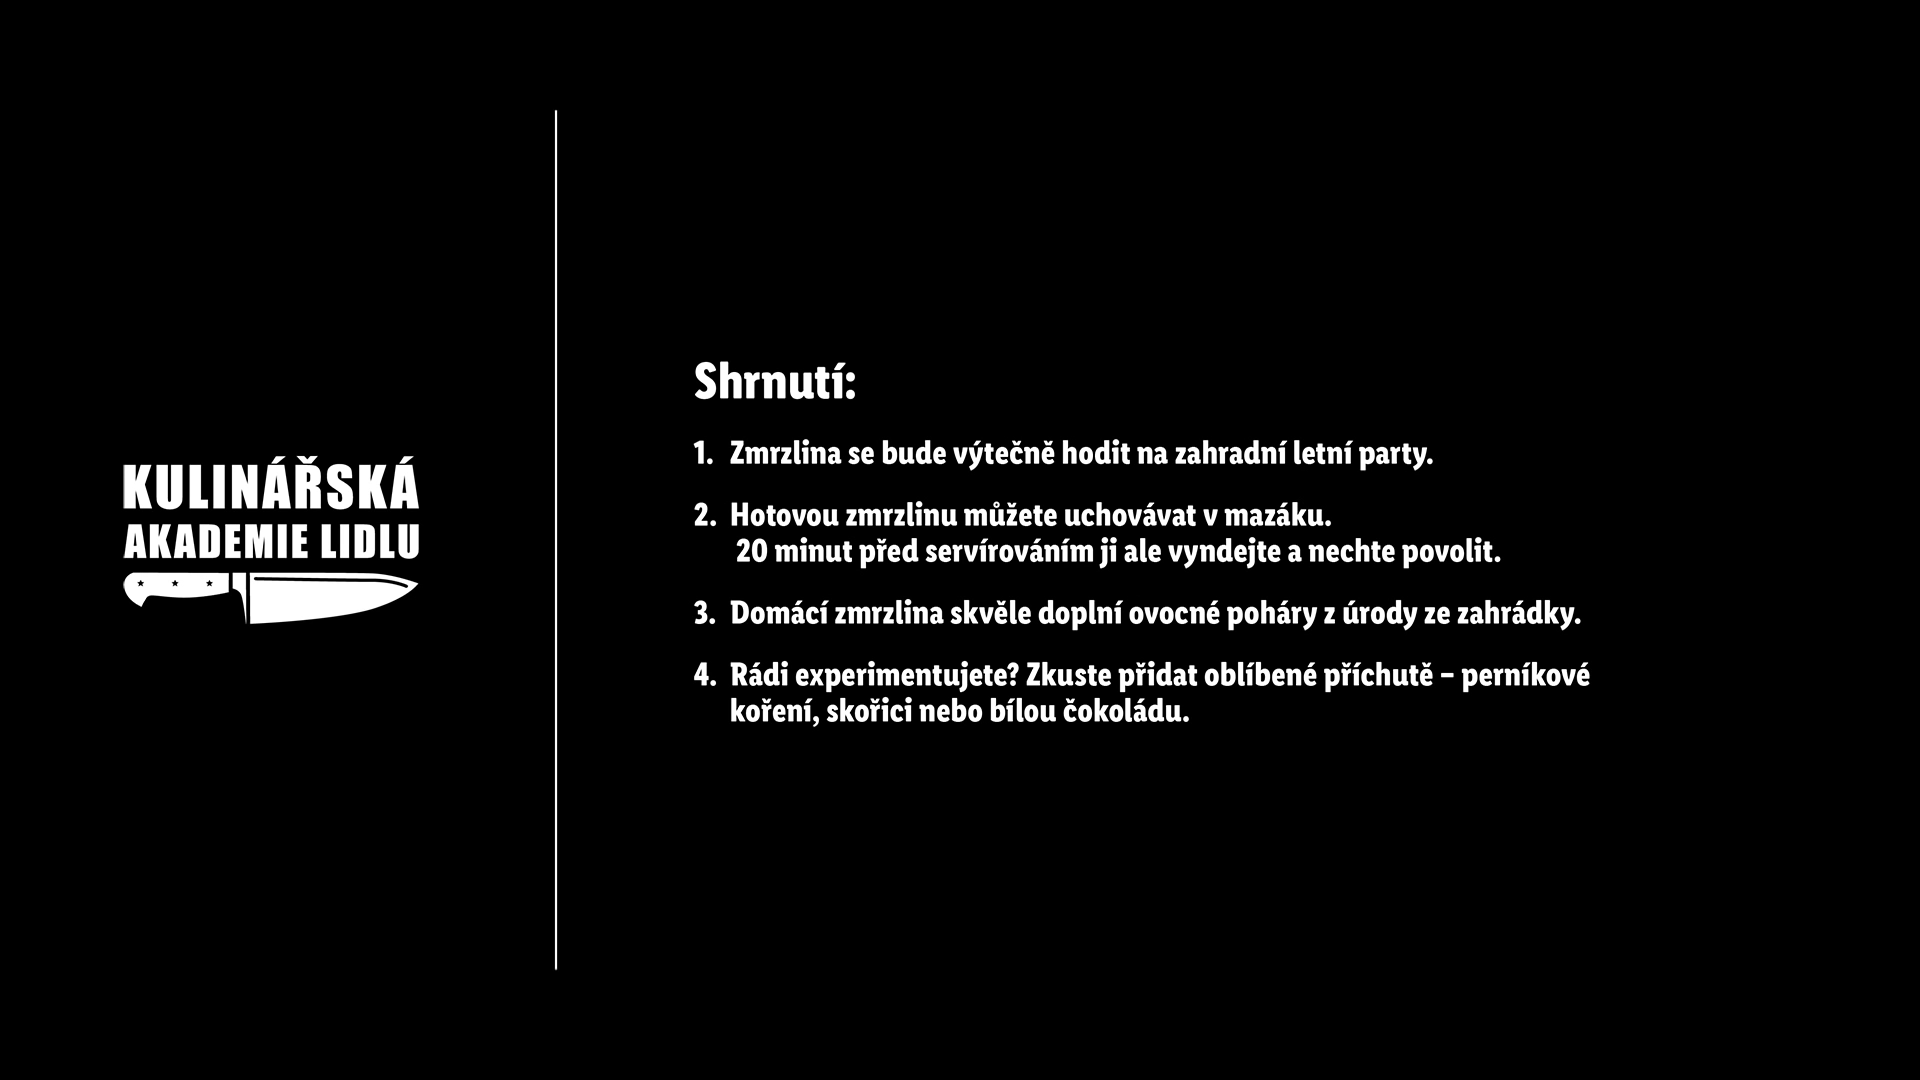 KULINÁŘSKÁ
AKADEMIE LIDLU
Shrnutí:
1. Zmrzlina se bude výtečně hodit na zahradní letní party.
2. Hotovou zmrzlinu můžete uchovávat v mazáku.
20 minut před servírováním ji ale vyndejte a nechte povolit.
3. Domácí zmrzlina skvěle doplní ovocné poháry z úrody ze zahrádky.
4. Rádi experimentujete? Zkuste přidat oblíbené příchutě – perníkové
koření, skořici nebo bílou čokoládu.